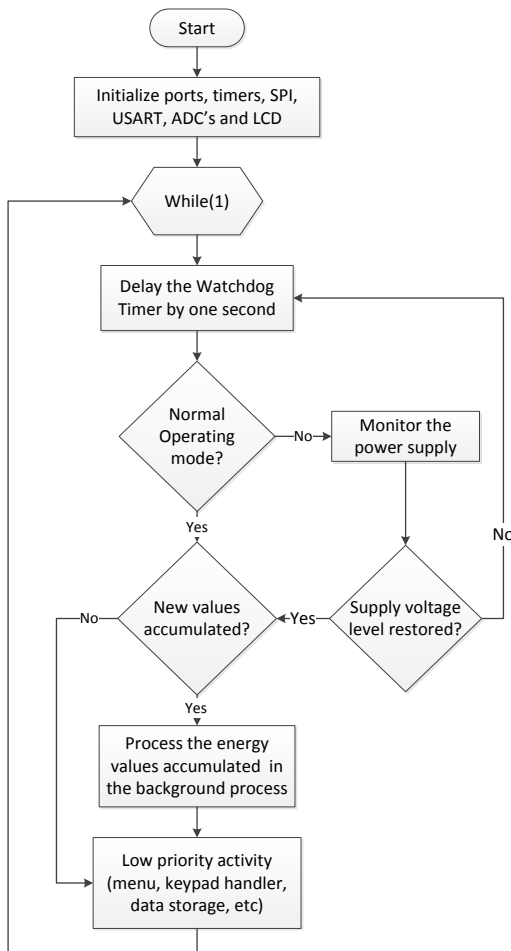 Start
Initialize ports, timers, SPI,
USART, ADC's and LCD
While(1)
Delay the Watchdog
Timer by one second
Normal
Operating
mode?
No
Monitor the
power supply
Yes
No
New values
accumulated?
No
Yes
Supply voltage
level restored?
Yes
Process the energy
values accumulated in
the background process
Low priority activity
(menu, keypad handler,
data storage, etc)